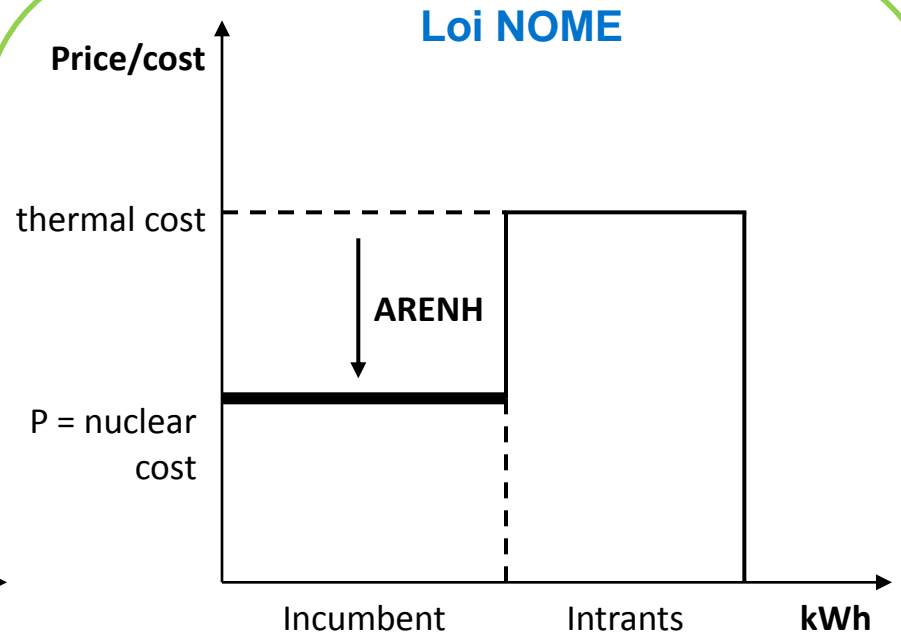 Loi NOME
Price/cost
thermal cost
ARENH
P = nuclear
cost
Incumbent
Intrants
kWh